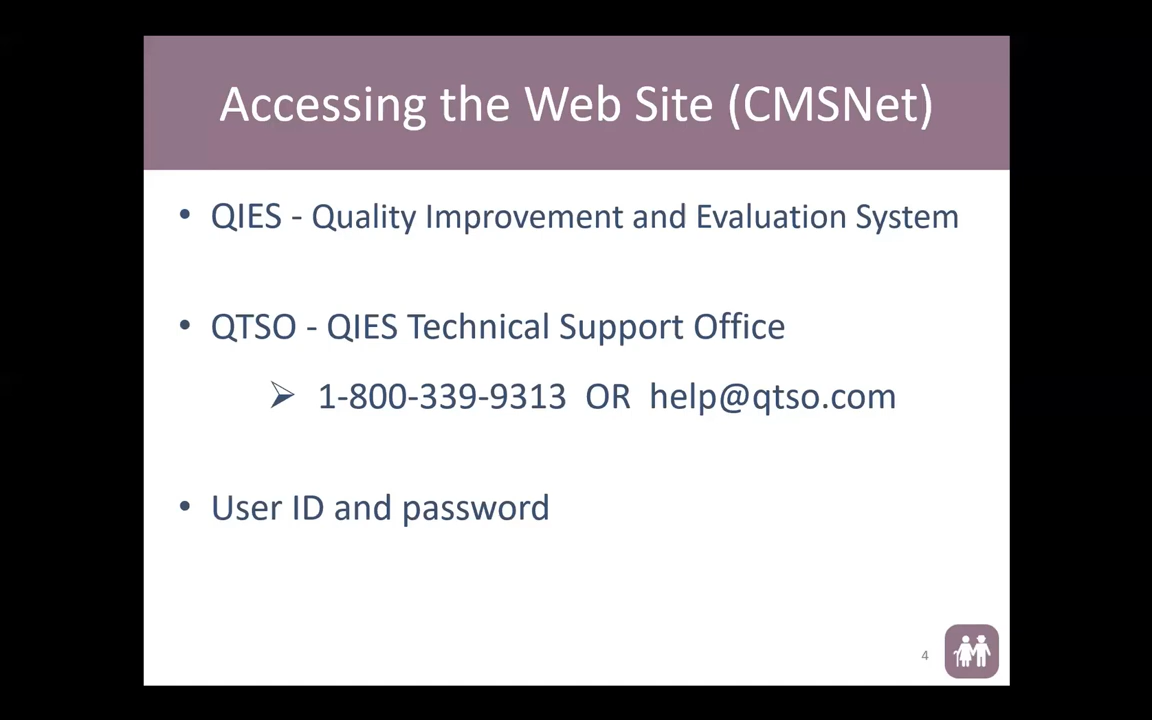 Accessing the Web Site (CMSNet)
• QIES - Quality Improvement and Evaluation System
• QTSO - QIES Technical Support Office
➢ 1-800-339-9313 OR help@qtso.com
• User ID and password
4